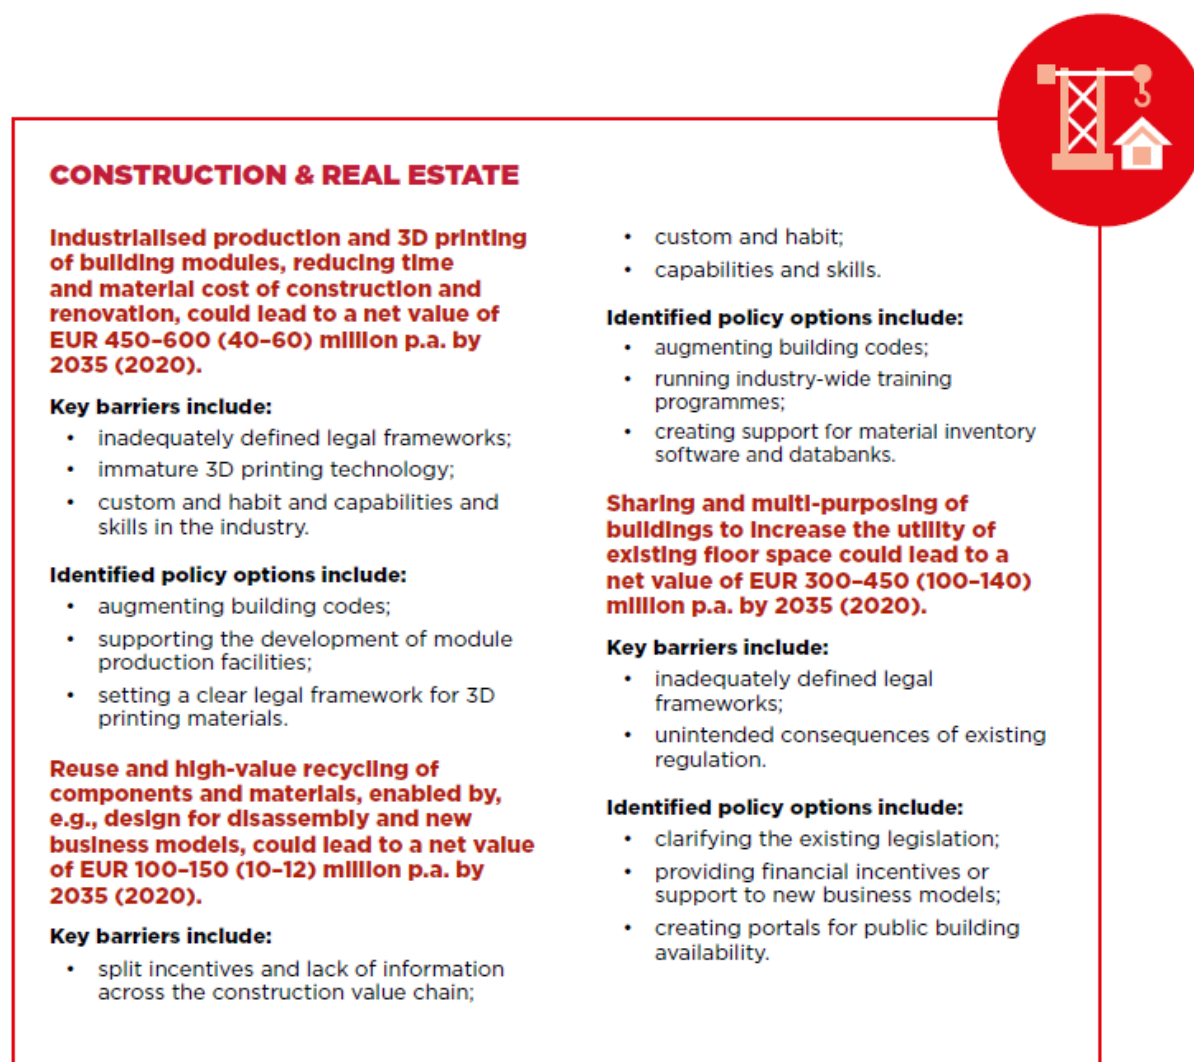 CONSTRUCTION & REAL ESTATE
Industrialised production and 3D printing
of building modules, reducing time
and material cost of construction and
renovation, could lead to a net value of
EUR 450–600 (40–60) million p.a. by
2035 (2020).
Key barriers include:
• inadequately defined legal frameworks;
• immature 3D printing technology;
• custom and habit and capabilities and
skills in the industry.
Identified policy options include:
• augmenting building codes;
• supporting the development of module
production facilities;
• setting a clear legal framework for 3D
printing materials.
Reuse and high-value recycling of
components and materials, enabled by,
e.g., design for disassembly and new
business models, could lead to a net value
of EUR 100–150 (10–12) million p.a. by
2035 (2020).
Key barriers include:
• split incentives and lack of information
across the construction value chain;
• custom and habit;
• capabilities and skills.
Identified policy options include:
• augmenting building codes;
• running industry-wide training
programmes;
• creating support for material inventory
software and databanks.
Sharing and multi-purposing of
buildings to increase the utility of
existing floor space could lead to a
net value of EUR 300–450 (100–140)
million p.a. by 2035 (2020).
Key barriers include:
• inadequately defined legal
frameworks;
• unintended consequences of existing
regulation.
Identified policy options include:
• clarifying the existing legislation;
• providing financial incentives or
support to new business models;
• creating portals for public building
availability.